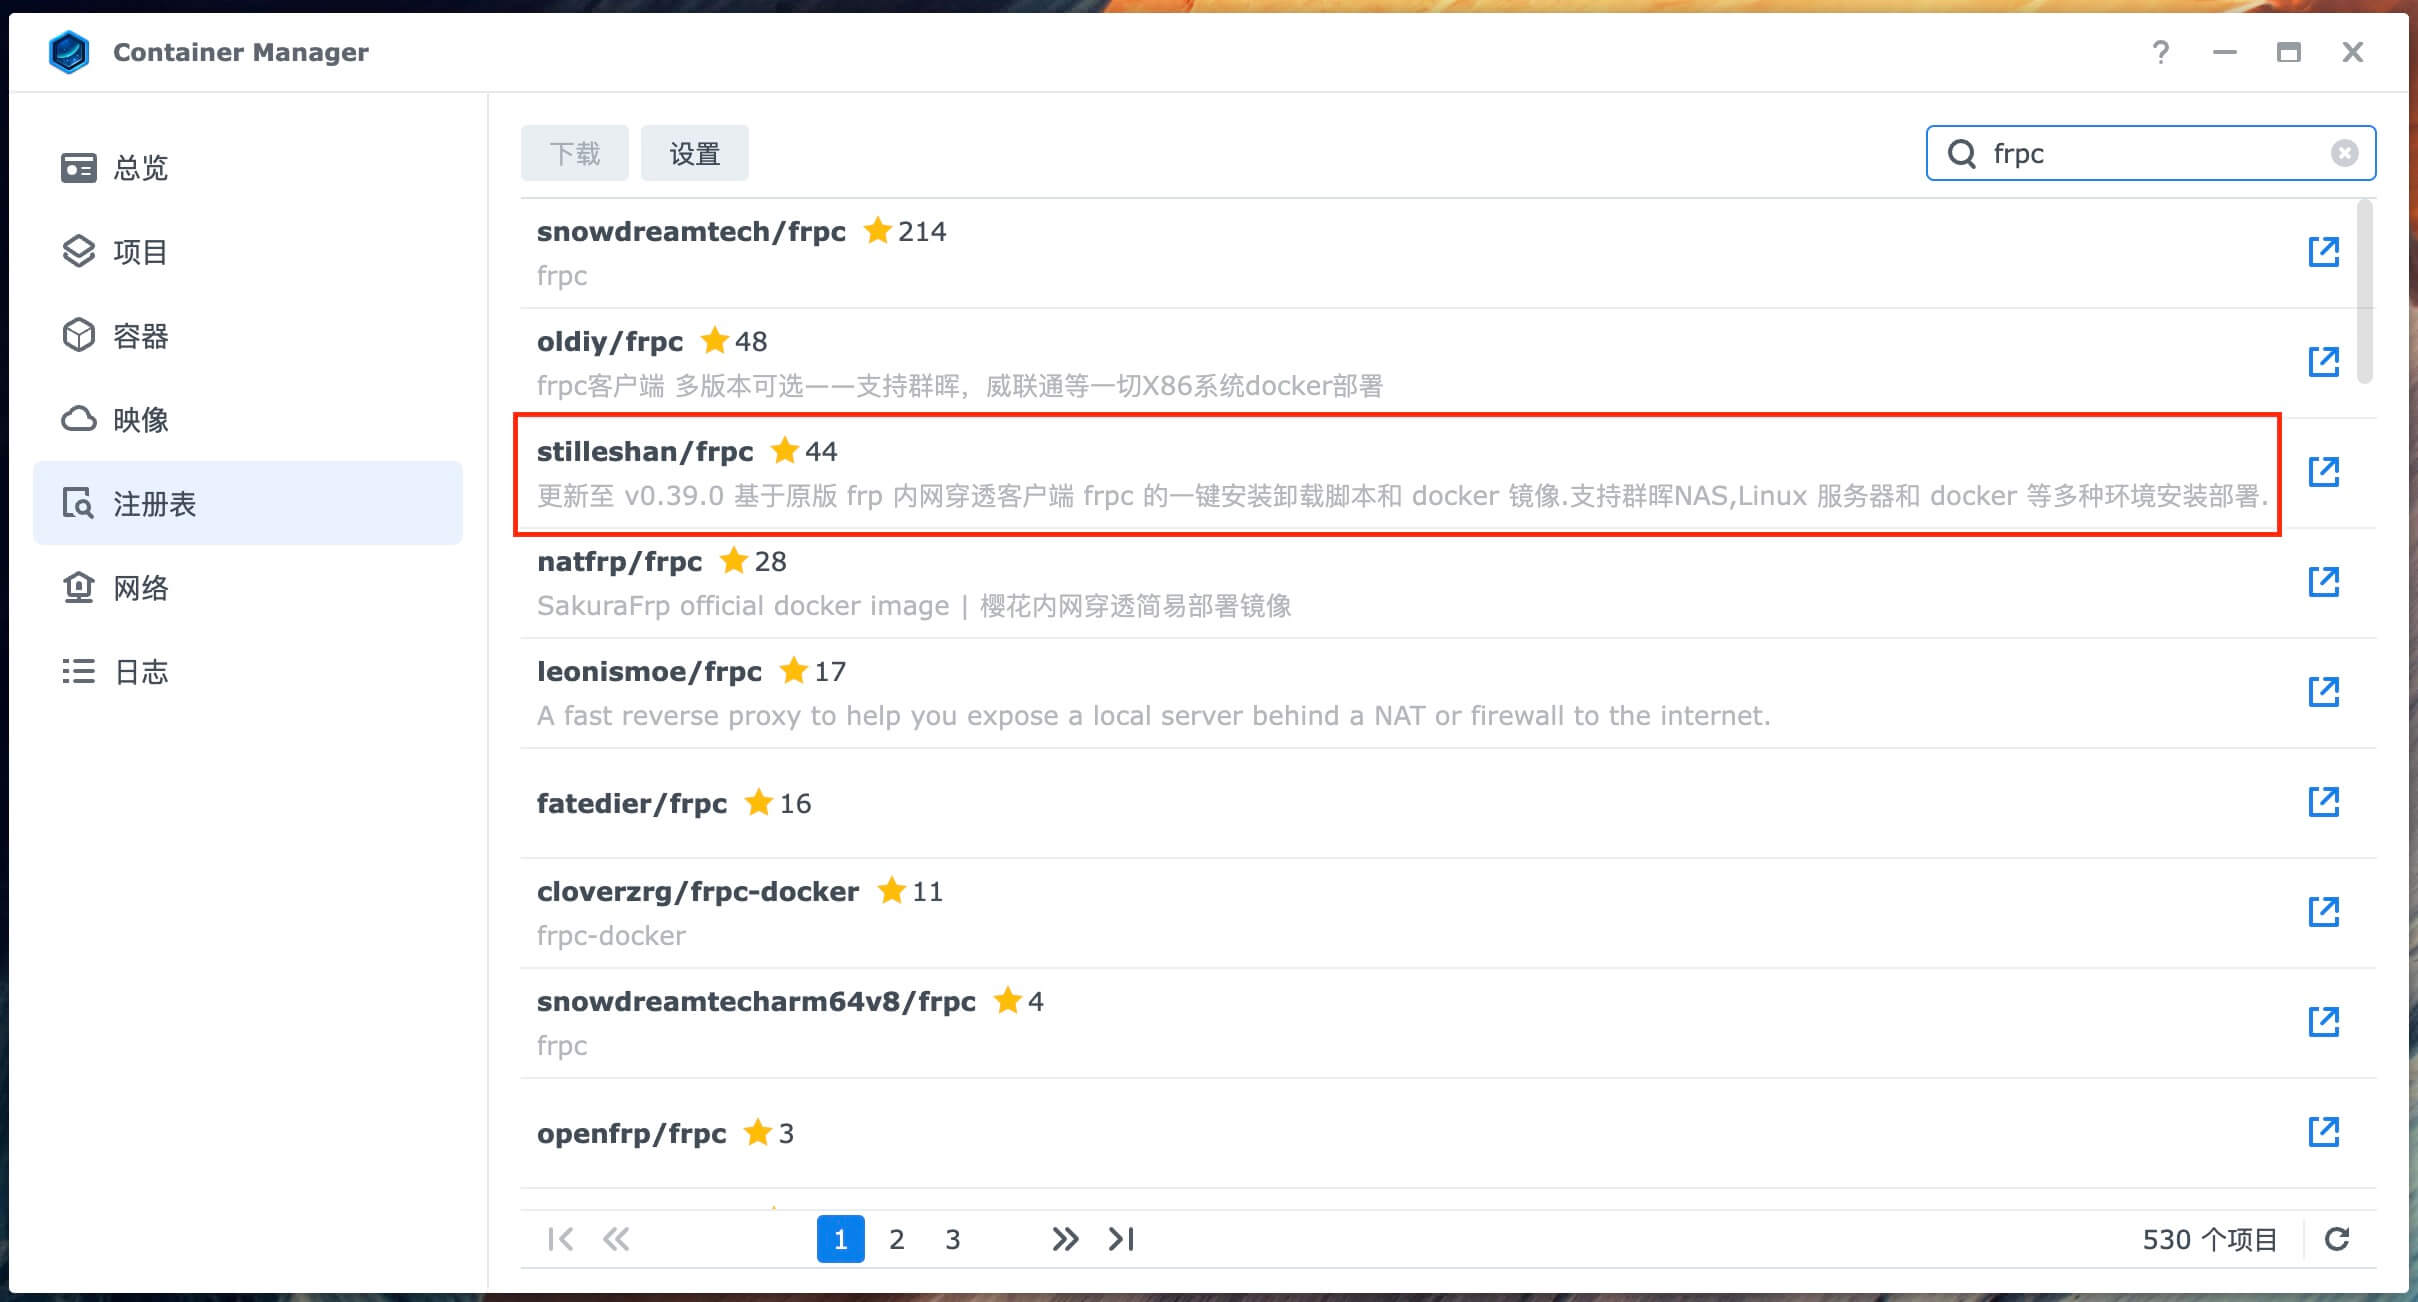 Container Manager
?
总览
项目
容器
映像
注册表
网络
日志
下载 设置
frpc
snowdreamtech/frpc 214
frpc
oldiy/frpc 48
frpc客户端 多版本可选——支持群晖，威联通等一切X86系统docker部署
stilleshan/frpc 44
更新至 v0.39.0 基于原版 frp 内网穿透客户端 frpc 的一键安装卸载脚本和 docker 镜像.支持群晖NAS,Linux 服务器和 docker 等多种环境安装部署.
natfrp/frpc 28
SakuraFrp official docker image | 樱花内网穿透简易部署镜像
leonismoe/frpc 17
A fast reverse proxy to help you expose a local server behind a NAT or firewall to the internet.
fatedier/frpc 16
cloverzrg/frpc-docker 11
frpc-docker
snowdreamtecharm64v8/frpc 4
frpc
openfrp/frpc 3
1 2 3
530 个项目